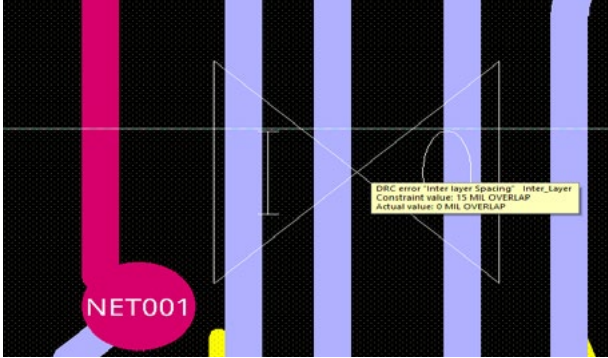 I O
DRC error "Inter layer Spacing" Inter_Layer
Constraint value: 15 MIL OVERLAP
Actual value: 0 MIL OVERLAP
NET001